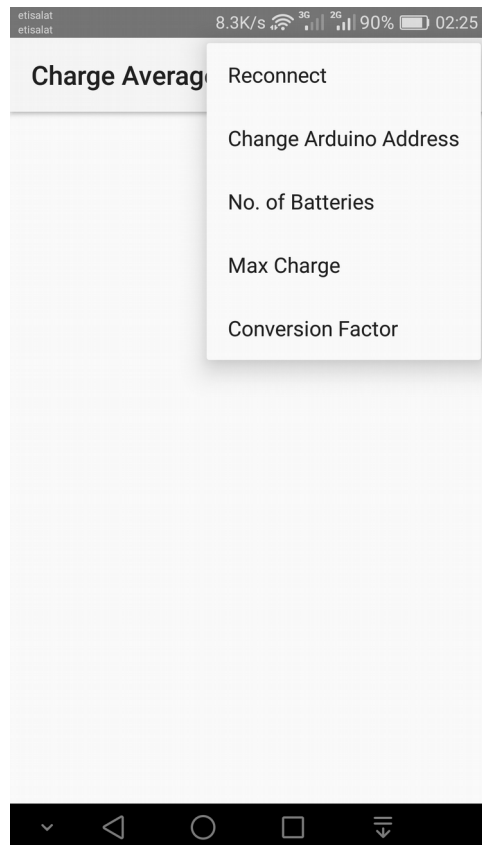 etisalat
etisalat
8.3K/s 3G 2G 90% 02:25
Charge Average
Reconnect
Change Arduino Address
No. of Batteries
Max Charge
Conversion Factor